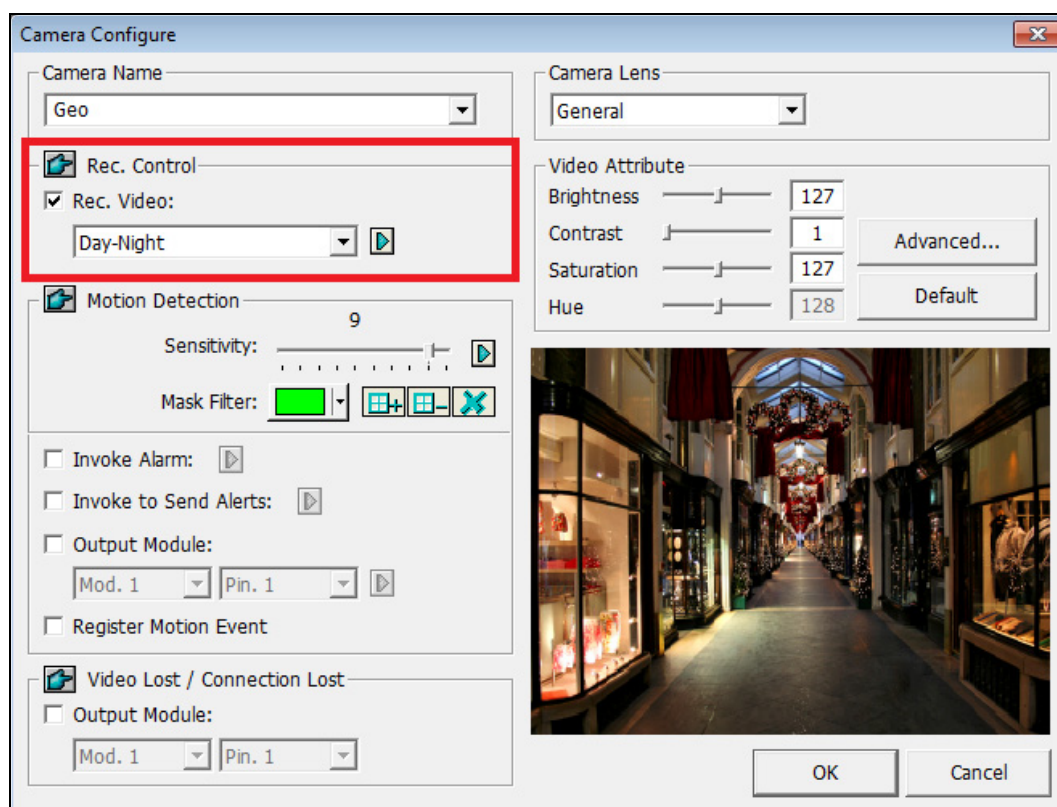 Camera Configure
Camera Name
Geo
Rec. Control
Rec. Video:
Day-Night
Motion Detection
9
Sensitivity:
Mask Filter:
Invoke Alarm:
Invoke to Send Alerts:
Output Module:
Mod. 1 Pin. 1
Register Motion Event
Video Lost / Connection Lost
Output Module:
Mod. 1 Pin. 1
Camera Lens
General
Video Attribute
Brightness 127
Contrast 1
Saturation 127
Hue 128
Advanced...
Default
OK Cancel